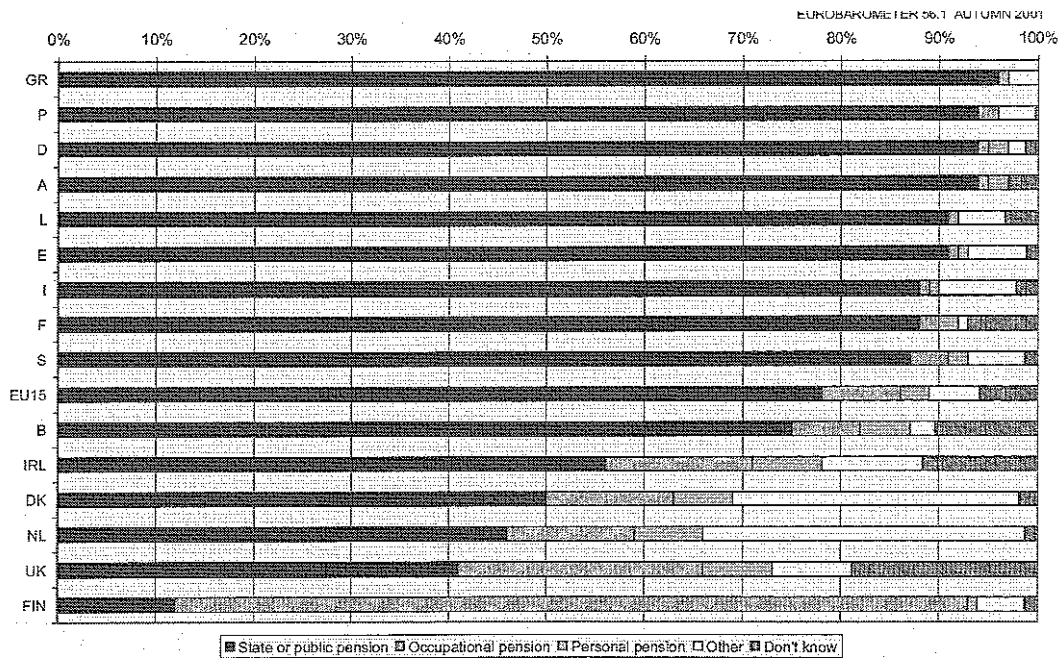 EUROBAROMETER 56.1 AUTUMN 2001
0% 10% 20% 30% 40% 50% 60% 70% 80% 90% 100%
GR
P
D
A
L
E
I
F
S
EU15
B
IRL
DK
NL
UK
FIN
State or public pension Occupational pension Personal pension Other Don't know